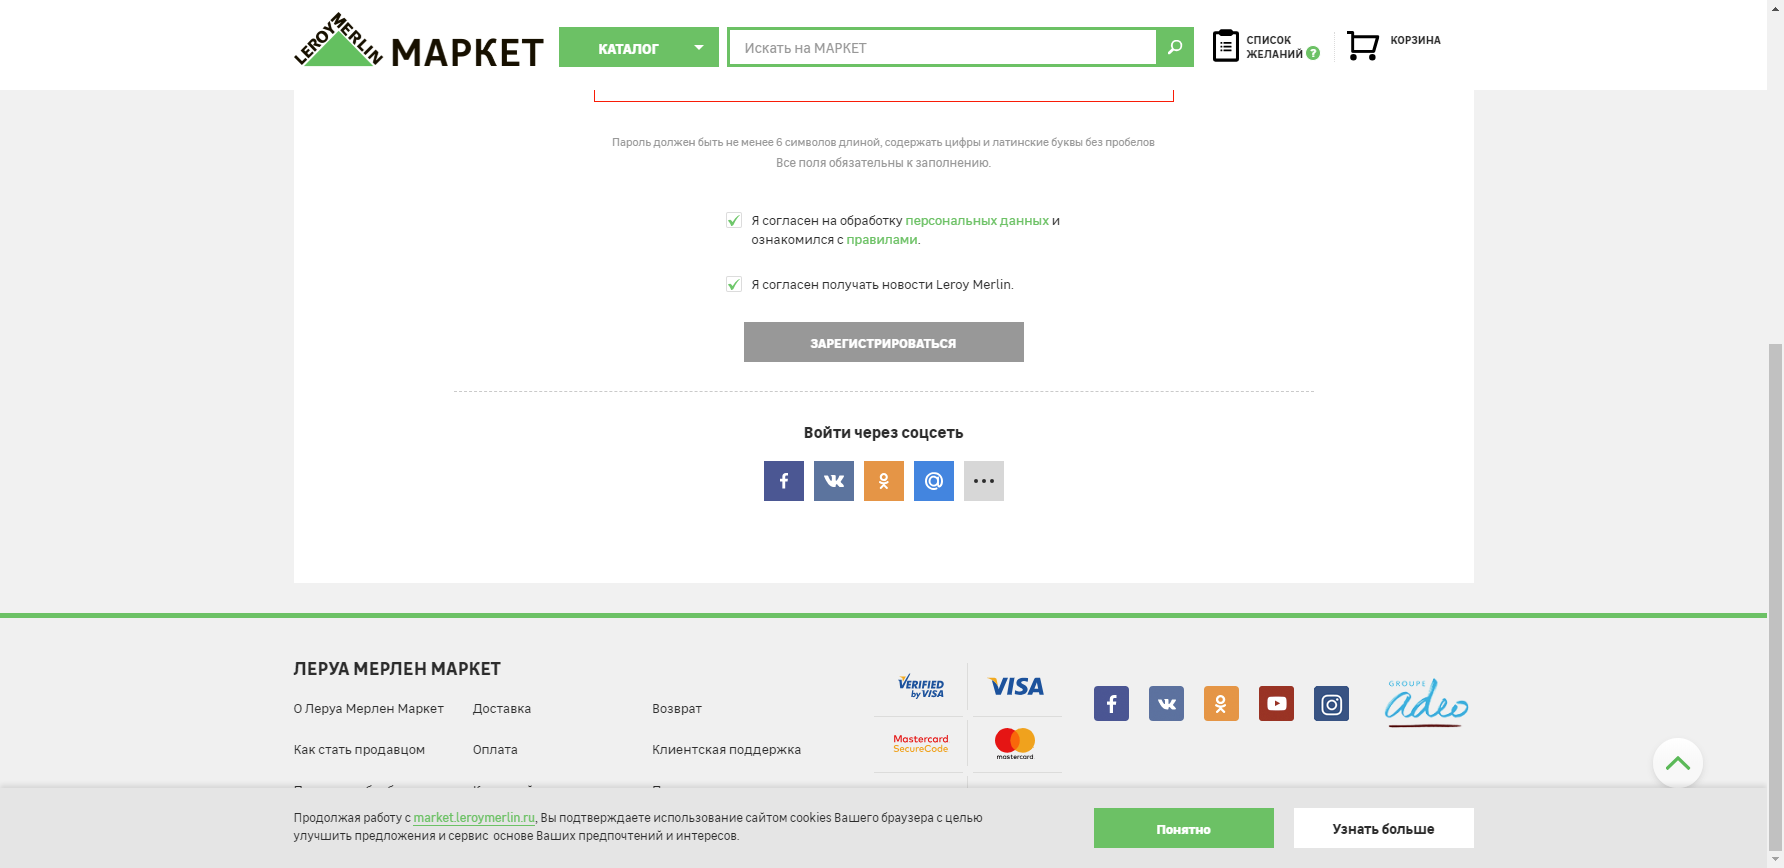 LEROY MERLIN
МАРКЕТ
КАТАЛОГ
Искать на МАРКЕТ
СПИСОК
ЖЕЛАНИЙ ?
КОРЗИНА
Пароль должен быть не менее 6 символов длиной, содержать цифры и латинские буквы без пробелов
Все поля обязательны к заполнению.
Я согласен на обработку персональных данных и
ознакомился с правилами.
Я согласен получать новости Leroy Merlin.
ЗАРЕГИСТРИРОВАТЬСЯ
Войти через соцсеть
ЛЕРУА МЕРЛЕН МАРКЕТ
О Леруа Мерлен Маркет
Доставка
Возврат
Как стать продавцом
Оплата
Клиентская поддержка
VERIFIED
by VISA
VISA
Mastercard
SecureCode
mastercard
GROUPE
adeo
Продолжая работу с market.leroymerlin.ru, Вы подтверждаете использование сайтом cookies Вашего браузера с целью
улучшить предложения и сервис основе Ваших предпочтений и интересов.
Понятно
Узнать больше